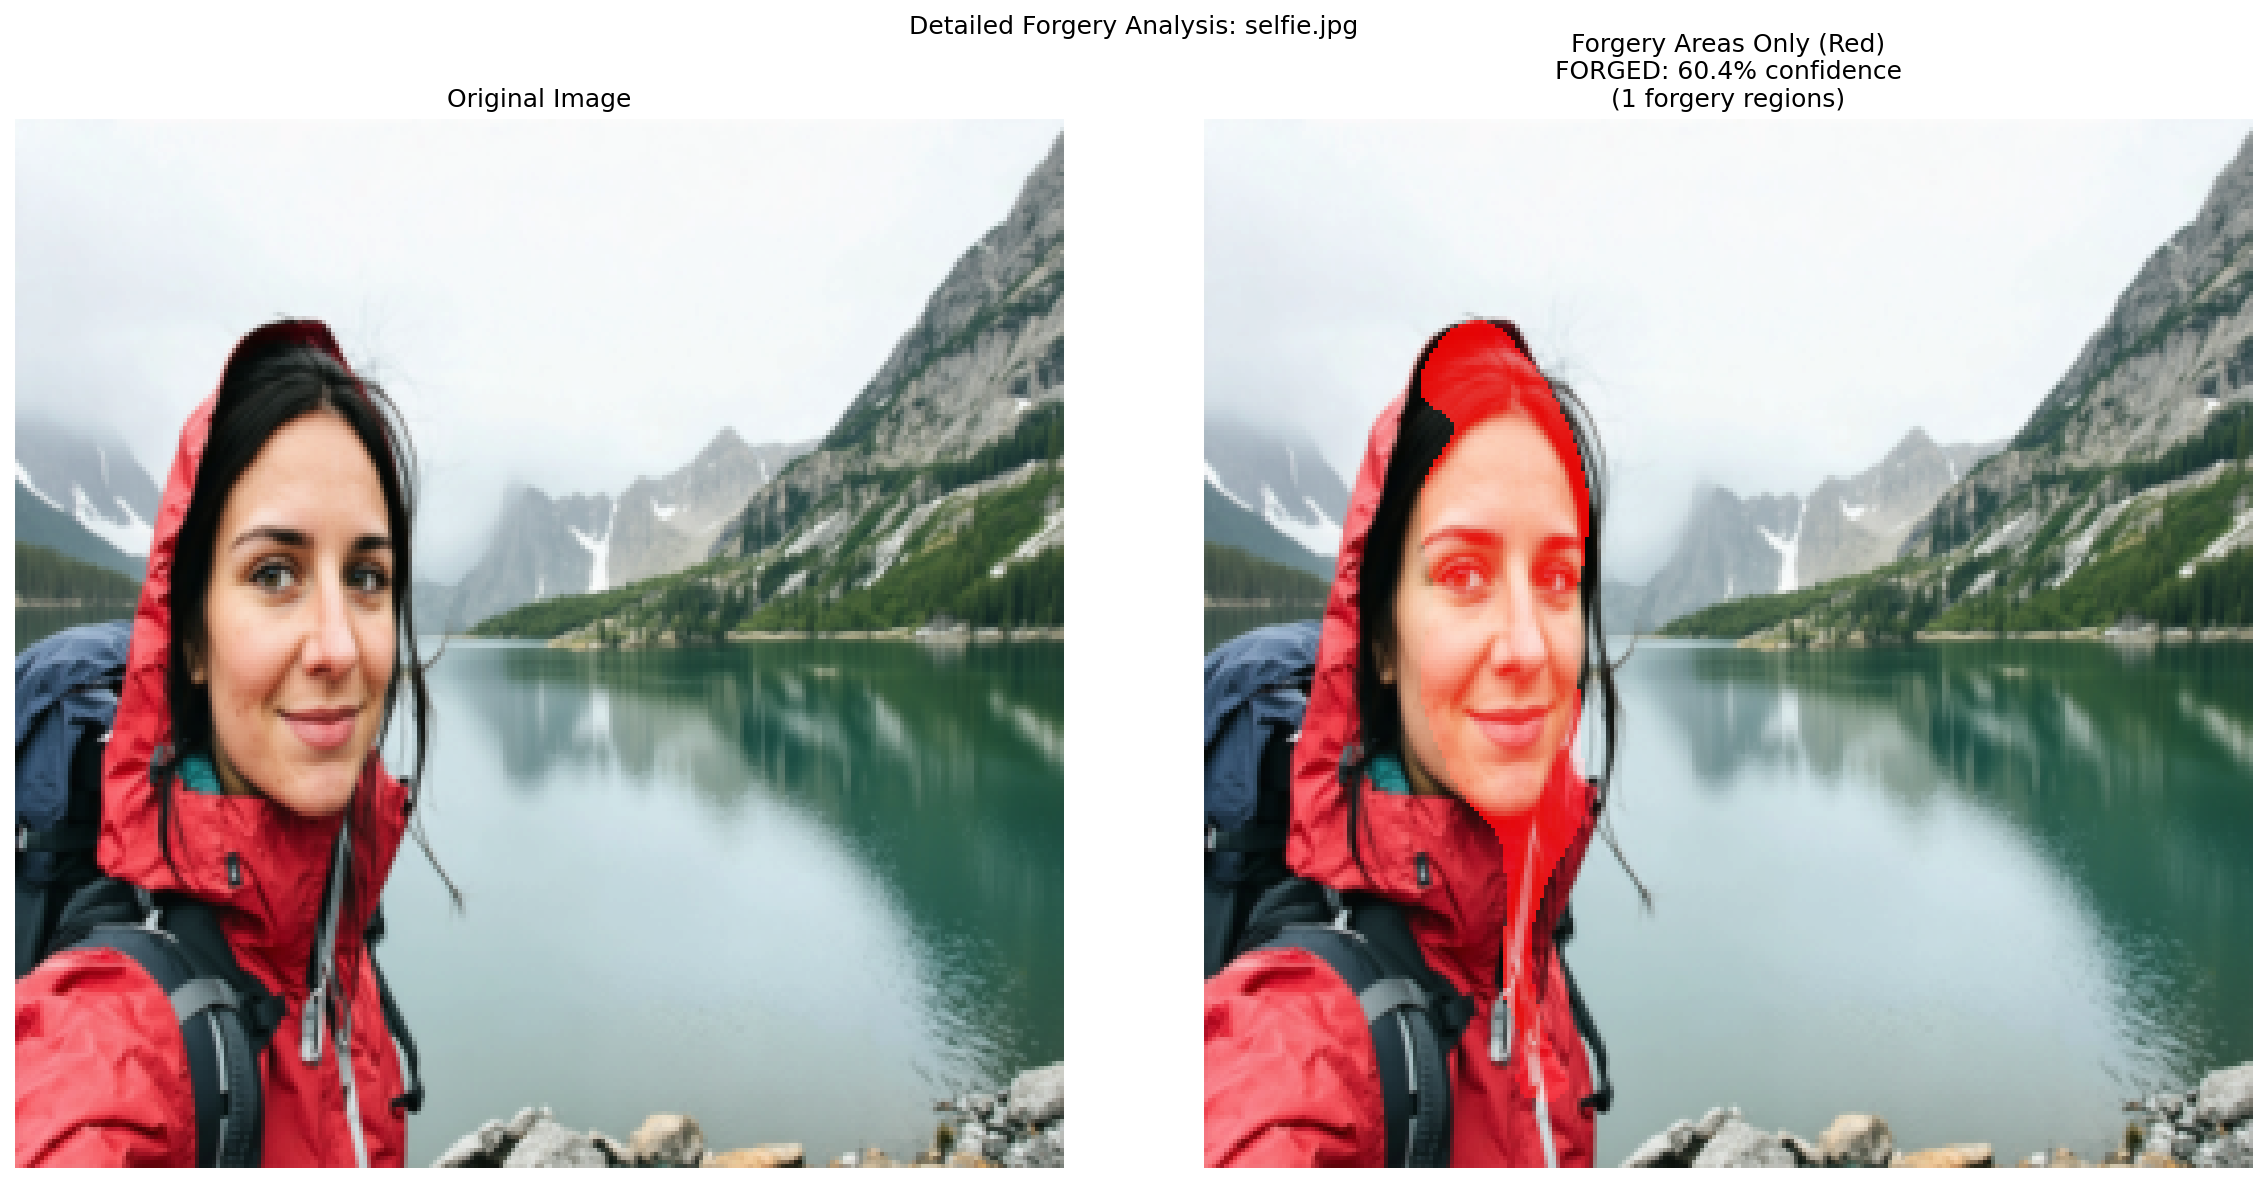 Detailed Forgery Analysis: selfie.jpg
Original Image
Forgery Areas Only (Red)
FORGED: 60.4% confidence
(1 forgery regions)